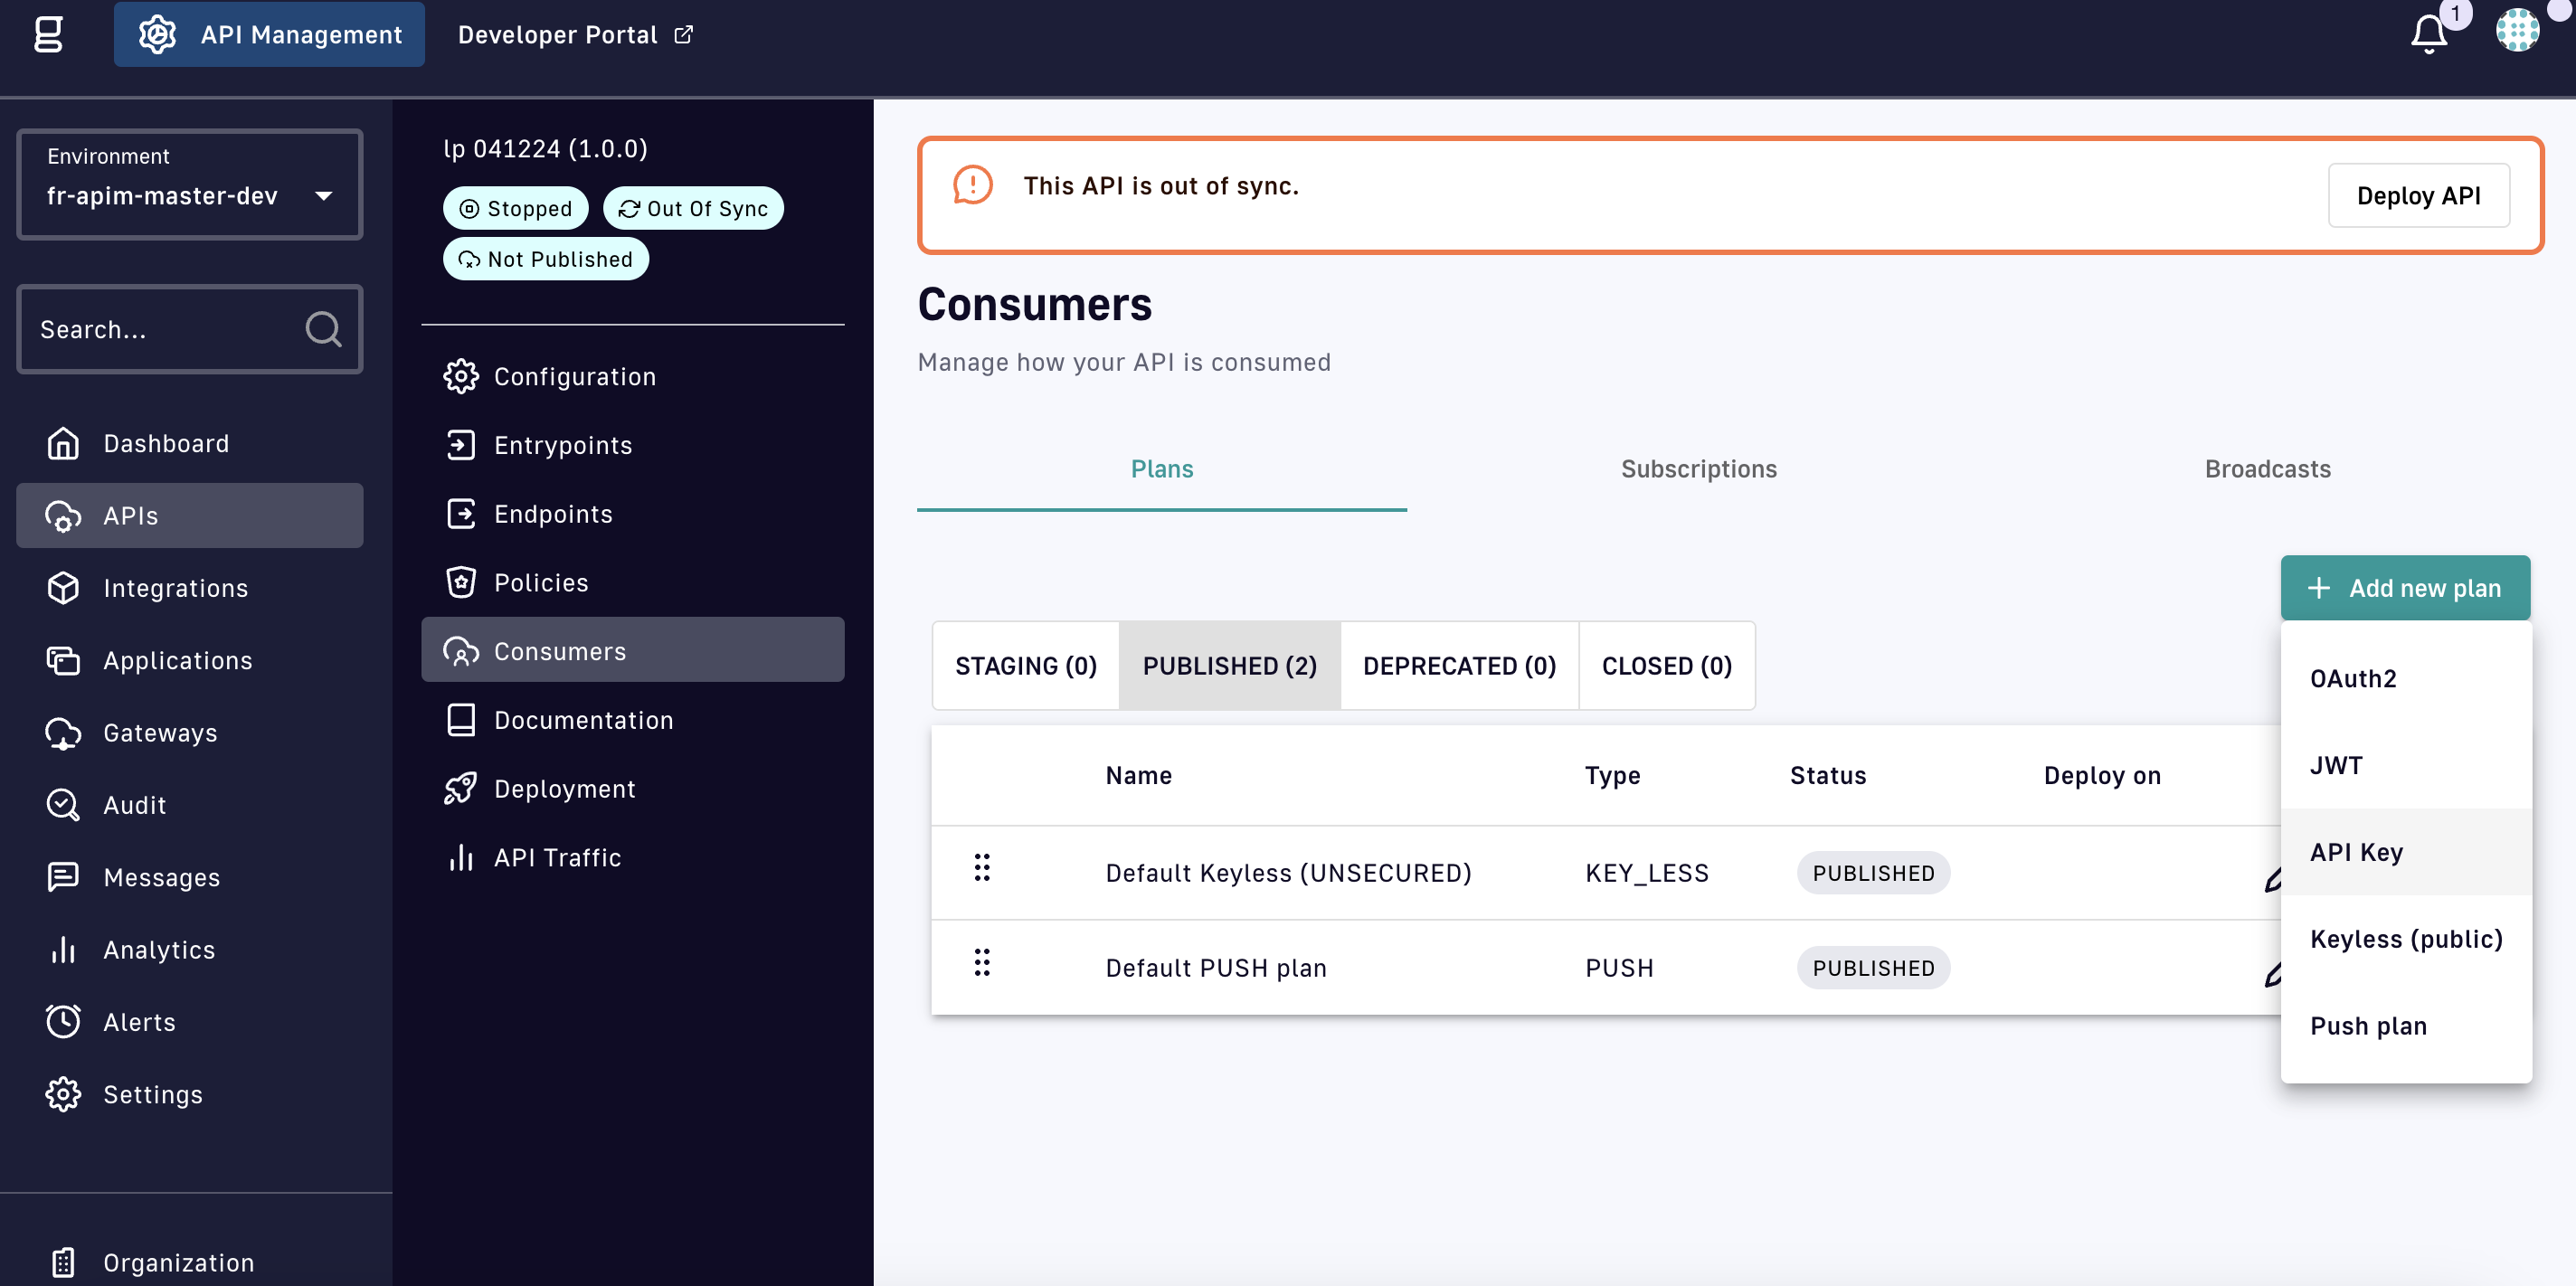 API Management
Developer Portal
1
Environment
fr-apim-master-dev
Search...
Dashboard
APIs
Integrations
Applications
Gateways
Audit
Messages
Analytics
Alerts
Settings
Organization
lp 041224 (1.0.0)
Stopped
Out Of Sync
Not Published
Configuration
Entrypoints
Endpoints
Policies
Consumers
Documentation
Deployment
API Traffic
This API is out of sync.
Deploy API
Consumers
Manage how your API is consumed
Plans
Subscriptions
Broadcasts
Add new plan
STAGING (0)
PUBLISHED (2)
DEPRECATED (0)
CLOSED (0)
Name
Type
Status
Deploy on
Default Keyless (UNSECURED)
KEY_LESS
PUBLISHED
Default PUSH plan
PUSH
PUBLISHED
OAuth2
JWT
API Key
Keyless (public)
Push plan